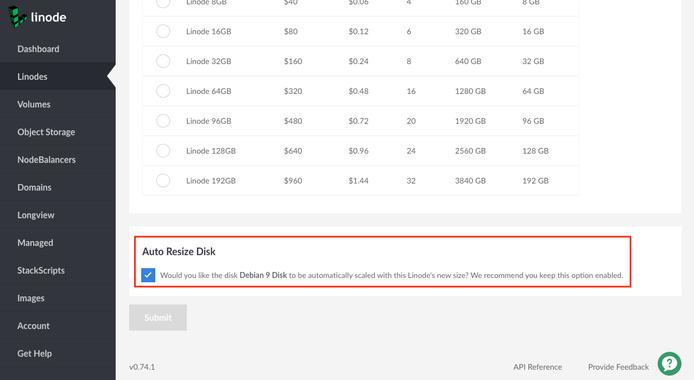 linode
Dashboard
Linodes
Volumes
Object Storage
NodeBalancers
Domains
Longview
Managed
StackScripts
Images
Account
Get Help
Linode 8GB $40 $0.06 4 160 GB 8 GB
Linode 16GB $80 $0.12 6 320 GB 16 GB
Linode 32GB $160 $0.24 8 640 GB 32 GB
Linode 64GB $320 $0.48 16 1280 GB 64 GB
Linode 96GB $480 $0.72 20 1920 GB 96 GB
Linode 128GB $640 $0.96 24 2560 GB 128 GB
Linode 192GB $960 $1.44 32 3840 GB 192 GB
Auto Resize Disk
Would you like the disk Debian 9 Disk to be automatically scaled with this Linode's new size? We recommend you keep this option enabled.
Submit
v0.74.1 API Reference Provide Feedback
?